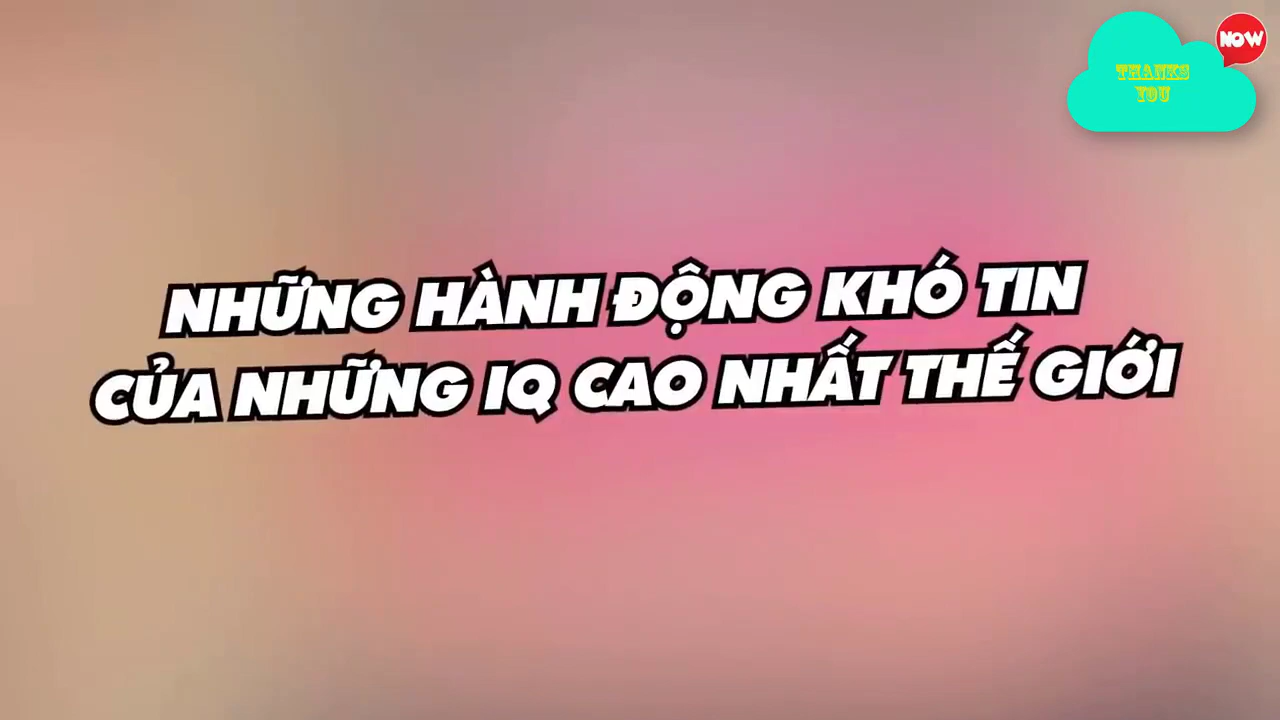 THANKS
YOU
NOW
NHỮNG HÀNH ĐỘNG KHÓ TIN
CỦA NHỮNG IQ CAO NHẤT THẾ GIỚI